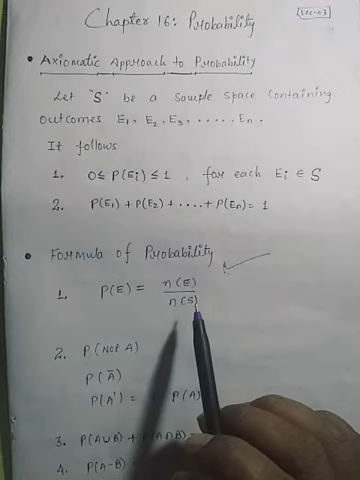 Chapter 16: Probability
Lec-03
• Axiomatic Approach to Probability
Let "S" be a sample space containing
outcomes E1, E2, E3, ..... En.
It follows
1. 0 ≤ P(Ei) ≤ 1 , for each Ei ∈ S
2. P(E1) + P(E2) + .... + P(En) = 1
• Formula of Probability
1. P(E) = n(E) / n(S)
2. P(Not A)
P(Ā)
P(A') = P(A)
3. P(A∪B) + P(A∩B) =
4. P(A-B) =